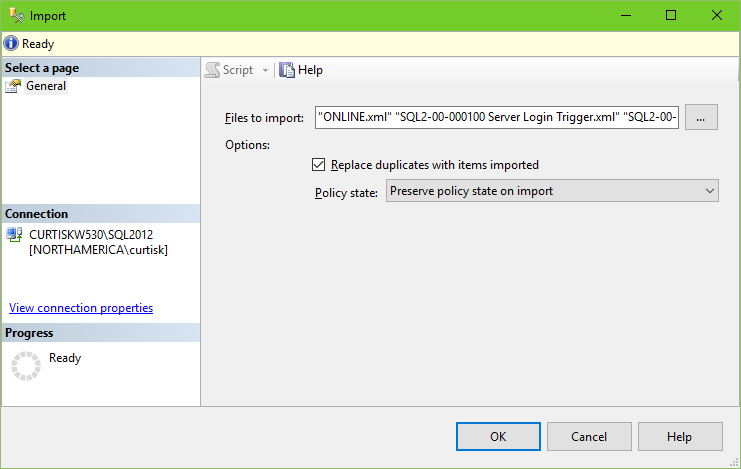 Import
Ready
Select a page
General
Script
Help
Files to import: "ONLINE.xml" "SQL2-00-000100 Server Login Trigger.xml" "SQL2-00- ...
Options:
Replace duplicates with items imported
Policy state: Preserve policy state on import
Connection
CURTISKW530\SQL2012
[NORTHAMERICA\curtisk]
View connection properties
Progress
Ready
OK
Cancel
Help